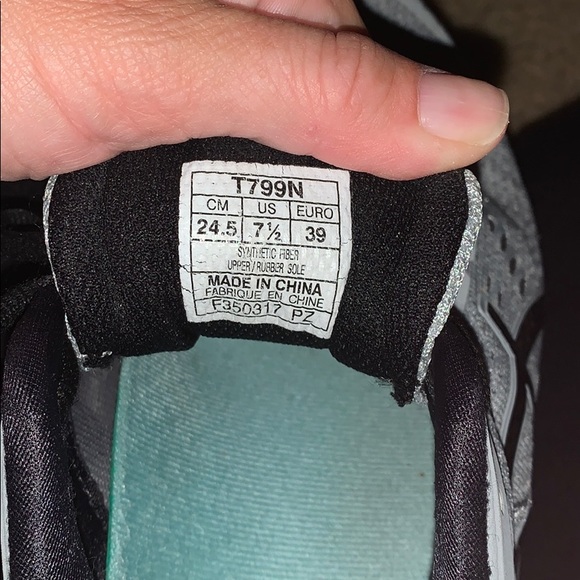 T799N
CM US EURO
24.5 7½ 39
SYNTHETIC FIBER
UPPER/RUBBER SOLE
MADE IN CHINA
FABRIQUE EN CHINE
F350317 PZ